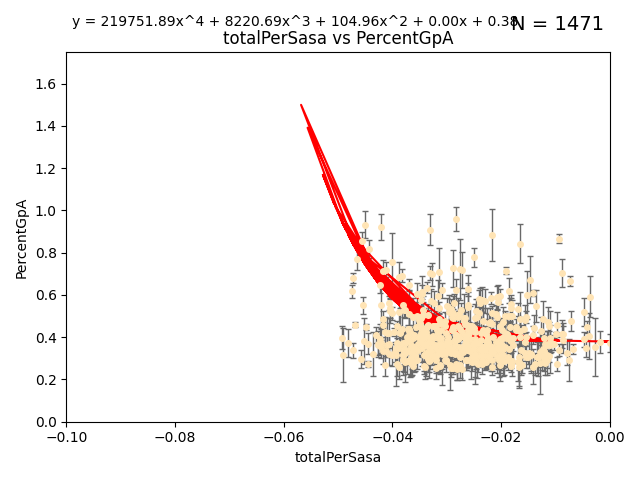 y = 219751.89x^4 + 8220.69x^3 + 104.96x^2 + 0.00x + 0.38
N = 1471
totalPerSasa vs PercentGpA
PercentGpA
1.6
1.4
1.2
1.0
0.8
0.6
0.4
0.2
0.0
−0.10 −0.08 −0.06 −0.04 −0.02 0.00
totalPerSasa